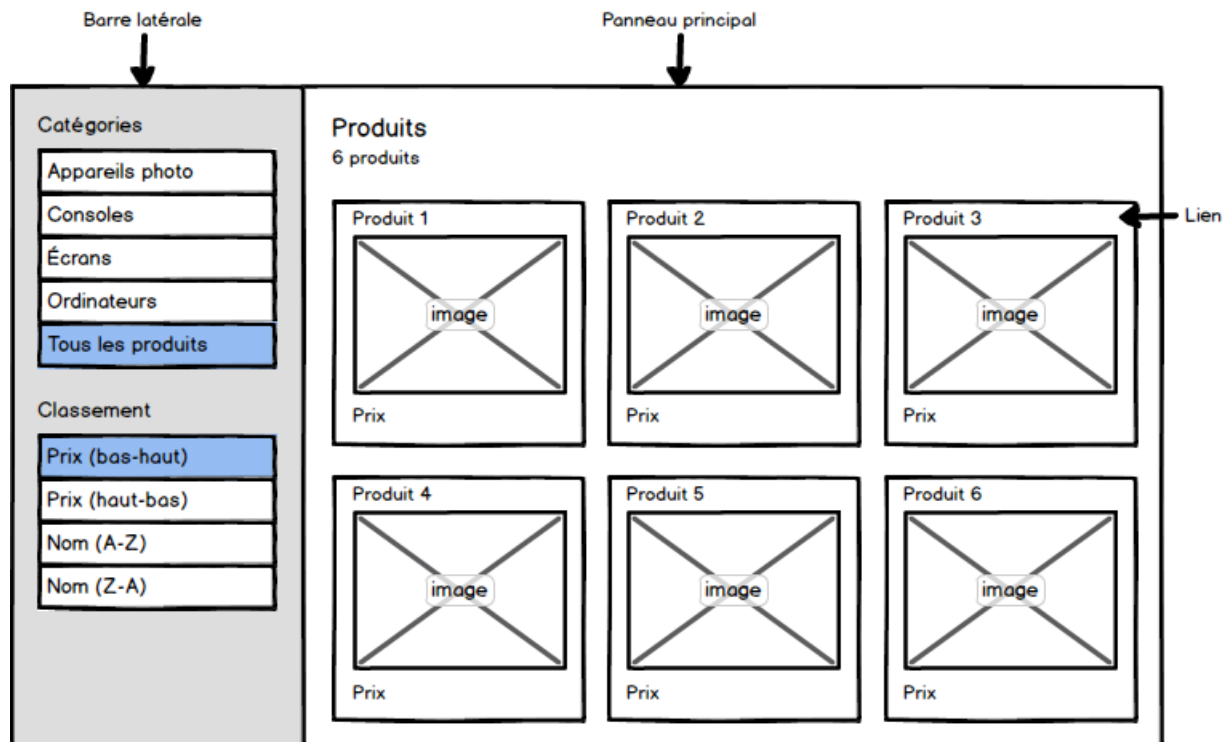 Barre latérale
Panneau principal
Catégories
Appareils photo
Consoles
Écrans
Ordinateurs
Tous les produits
Classement
Prix (bas-haut)
Prix (haut-bas)
Nom (A-Z)
Nom (Z-A)
Produits
6 produits
Produit 1
image
Prix
Produit 2
image
Prix
Produit 3
image
Prix
Lien
Produit 4
image
Prix
Produit 5
image
Prix
Produit 6
image
Prix